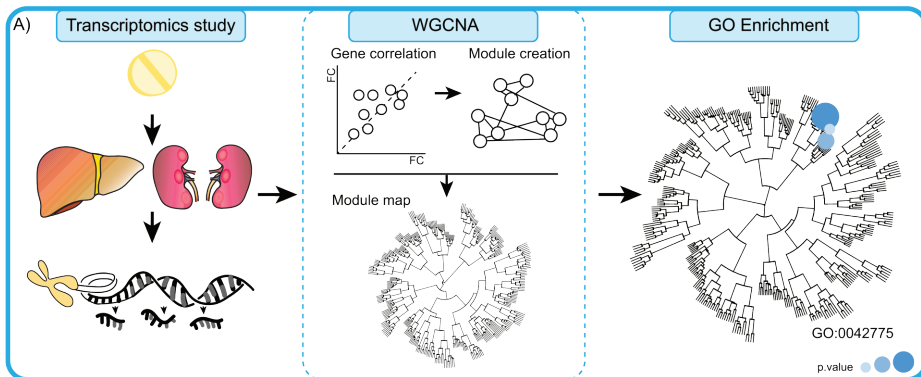 A)
Transcriptomics study
WGCNA
GO Enrichment
Gene correlation
Module creation
FC
FC
Module map
GO:0042775
p.value